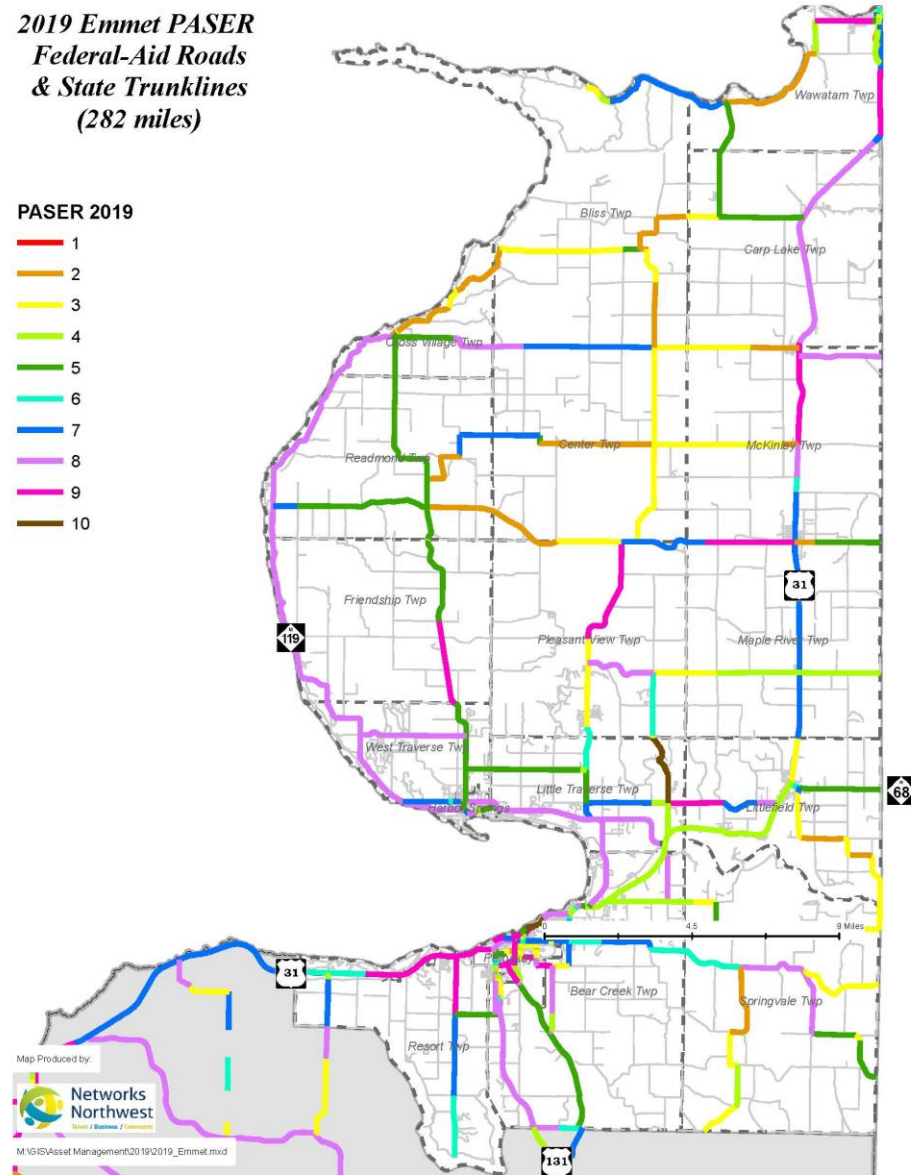 2019 Emmet PASER
Federal-Aid Roads
& State Trunklines
(282 miles)
PASER 2019
1
2
3
4
5
6
7
8
9
10
Wawatam Twp
Bliss Twp
Carp Lake Twp
Cross Village Twp
Center Twp
McKinley Twp
Readmond Twp
31
Friendship Twp
M
119
Pleasant View Twp
Maple River Twp
West Traverse Twp
Little Traverse Twp
68
Harbor Springs
Littlefield Twp
0 4.5 9 Miles
31
Bear Creek Twp
Springvale Twp
Resort Twp
Map Produced by:
Networks
Northwest
Talent / Business / Community
M:\GIS\Asset Management\2019\2019_Emmet.mxd
131